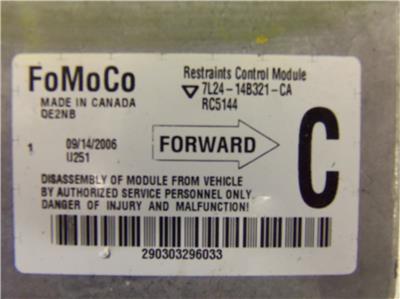 FoMoCo
MADE IN CANADA
QE2NB
Restraints Control Module
7L24-14B321-CA
RC5144
1
09/14/2006
U251
FORWARD
C
DISASSEMBLY OF MODULE FROM VEHICLE
BY AUTHORIZED SERVICE PERSONNEL ONLY
DANGER OF INJURY AND MALFUNCTION!
290303296033